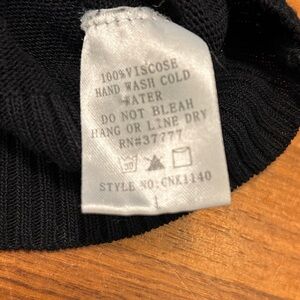 100%VISCOSE
HAND WASH COLD
WATER
DO NOT BLEAH
HANG OR LINE DRY
RN#37777
STYLE NO:CNK1140